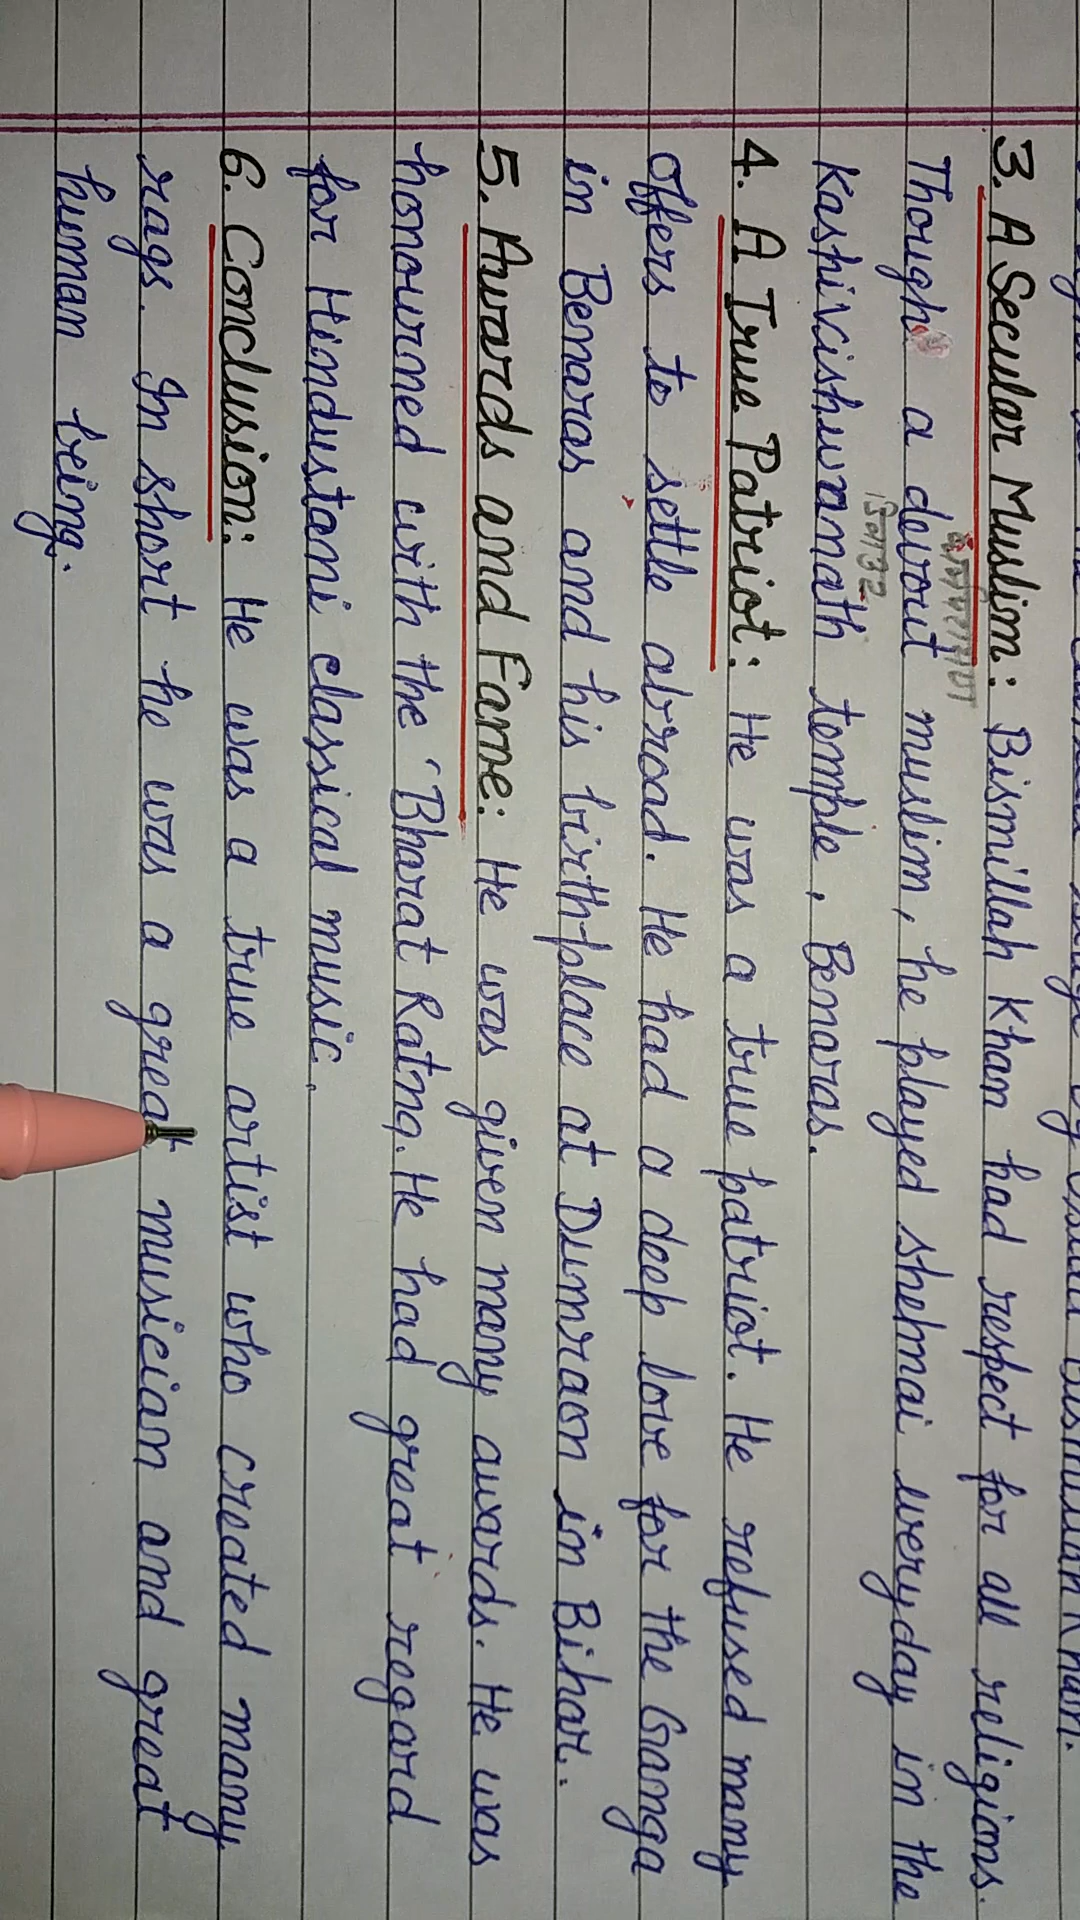 Bismillah Khan.
3. A Secular Muslim: Bismillah Khan had respect for all religions.
धर्मपरायण
Though a devout muslim, he played shehnai everyday in the
Kashivishwanath temple, Benaras.
4. A True Patriot: He was a true patriot. He refused many
offers to settle abroad. He had a deep love for the Ganga
in Benaras and his birthplace at Dumraon in Bihar.
5. Awards and Fame: He was given many awards. He was
honourned with the 'Bharat Ratna. He had great regard
for Hindustani classical music.
6. Conclusion: He was a true artist who created many
rags. In short he was a great musician and great
human being.